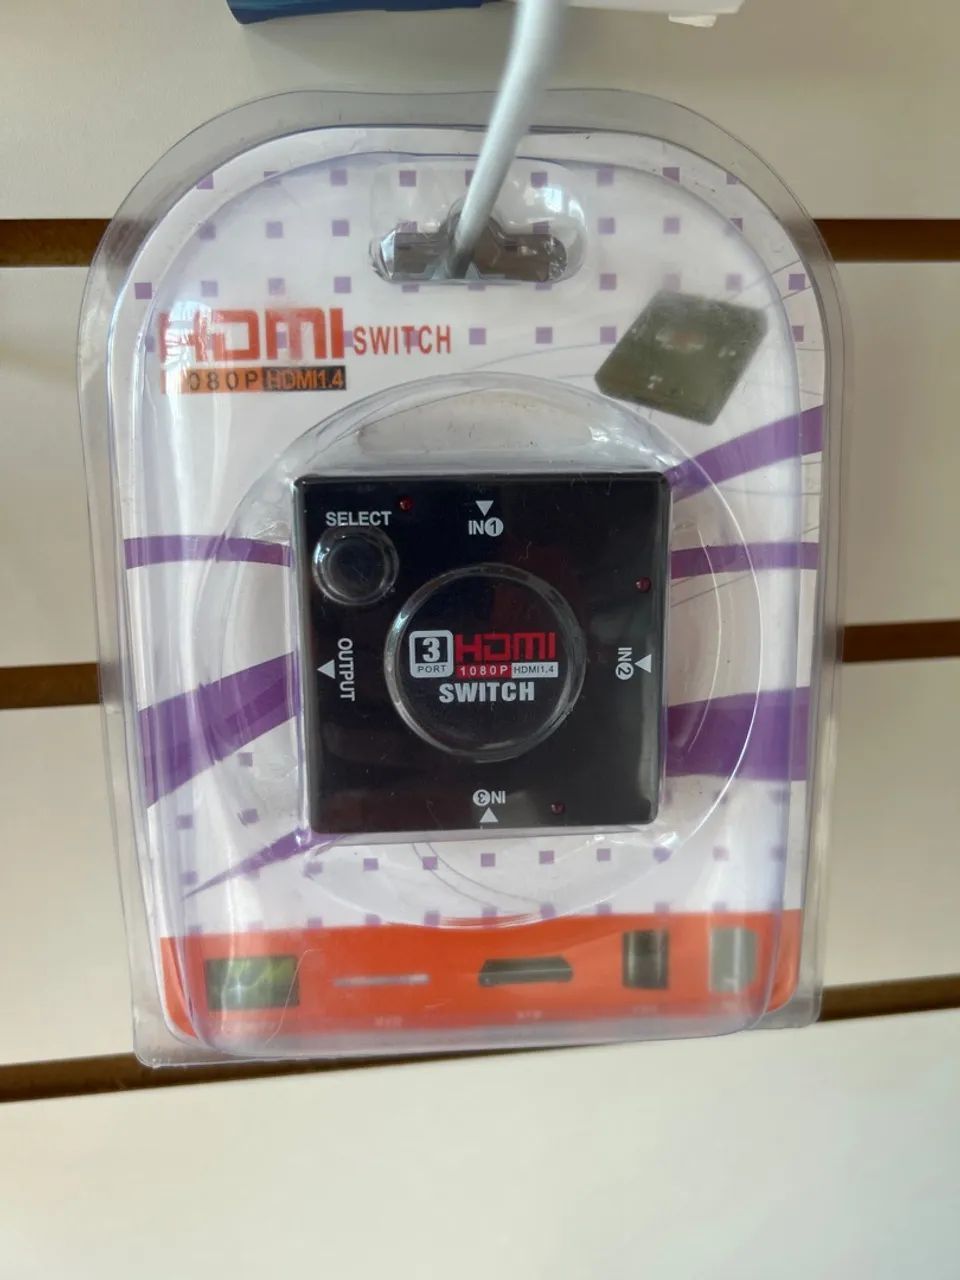 HDMI SWITCH
1080P HDMI1.4
SELECT
IN1
OUTPUT
3 PORT HDMI
1080P HDMI1.4
SWITCH
IN2
IN3